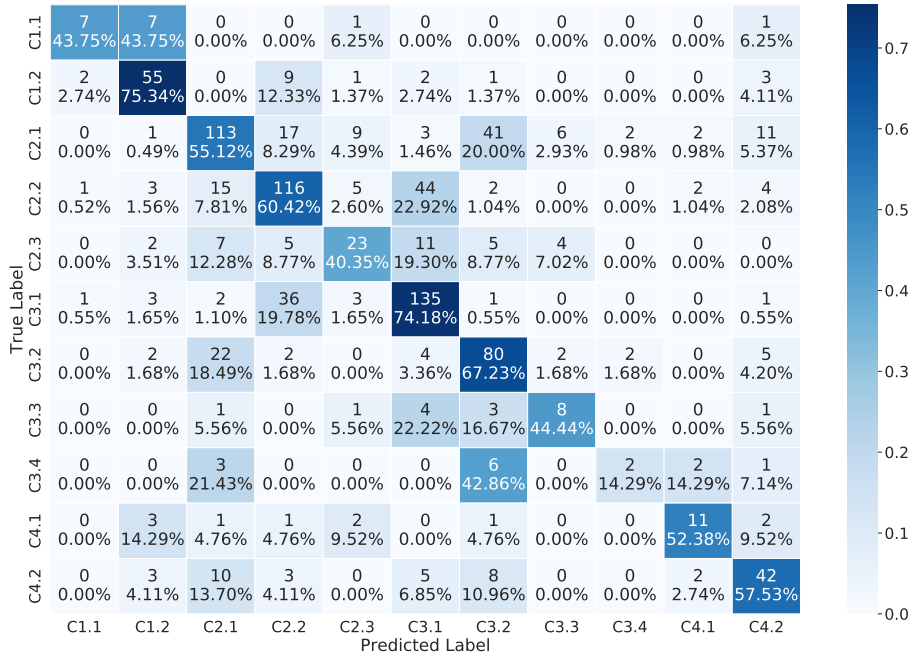 C1.1 7 7 0 0 1 0 0 0 0 0 1
43.75% 43.75% 0.00% 0.00% 6.25% 0.00% 0.00% 0.00% 0.00% 0.00% 6.25%
C1.2 2 55 0 9 1 2 1 0 0 0 3
2.74% 75.34% 0.00% 12.33% 1.37% 2.74% 1.37% 0.00% 0.00% 0.00% 4.11%
C2.1 0 1 113 17 9 3 41 6 2 2 11
0.00% 0.49% 55.12% 8.29% 4.39% 1.46% 20.00% 2.93% 0.98% 0.98% 5.37%
C2.2 1 3 15 116 5 44 2 0 0 2 4
0.52% 1.56% 7.81% 60.42% 2.60% 22.92% 1.04% 0.00% 0.00% 1.04% 2.08%
C2.3 0 2 7 5 23 11 5 4 0 0 0
0.00% 3.51% 12.28% 8.77% 40.35% 19.30% 8.77% 7.02% 0.00% 0.00% 0.00%
C3.1 1 3 2 36 3 135 1 0 0 0 1
0.55% 1.65% 1.10% 19.78% 1.65% 74.18% 0.55% 0.00% 0.00% 0.00% 0.55%
C3.2 0 2 22 2 0 4 80 2 2 0 5
0.00% 1.68% 18.49% 1.68% 0.00% 3.36% 67.23% 1.68% 1.68% 0.00% 4.20%
C3.3 0 0 1 0 1 4 3 8 0 0 1
0.00% 0.00% 5.56% 0.00% 5.56% 22.22% 16.67% 44.44% 0.00% 0.00% 5.56%
C3.4 0 0 3 0 0 0 6 0 2 2 1
0.00% 0.00% 21.43% 0.00% 0.00% 0.00% 42.86% 0.00% 14.29% 14.29% 7.14%
C4.1 0 3 1 1 2 0 1 0 0 11 2
0.00% 14.29% 4.76% 4.76% 9.52% 0.00% 4.76% 0.00% 0.00% 52.38% 9.52%
C4.2 0 3 10 3 0 5 8 0 0 2 42
0.00% 4.11% 13.70% 4.11% 0.00% 6.85% 10.96% 0.00% 0.00% 2.74% 57.53%
C1.1 C1.2 C2.1 C2.2 C2.3 C3.1 C3.2 C3.3 C3.4 C4.1 C4.2
Predicted Label
True Label
0.7
0.6
0.5
0.4
0.3
0.2
0.1
0.0